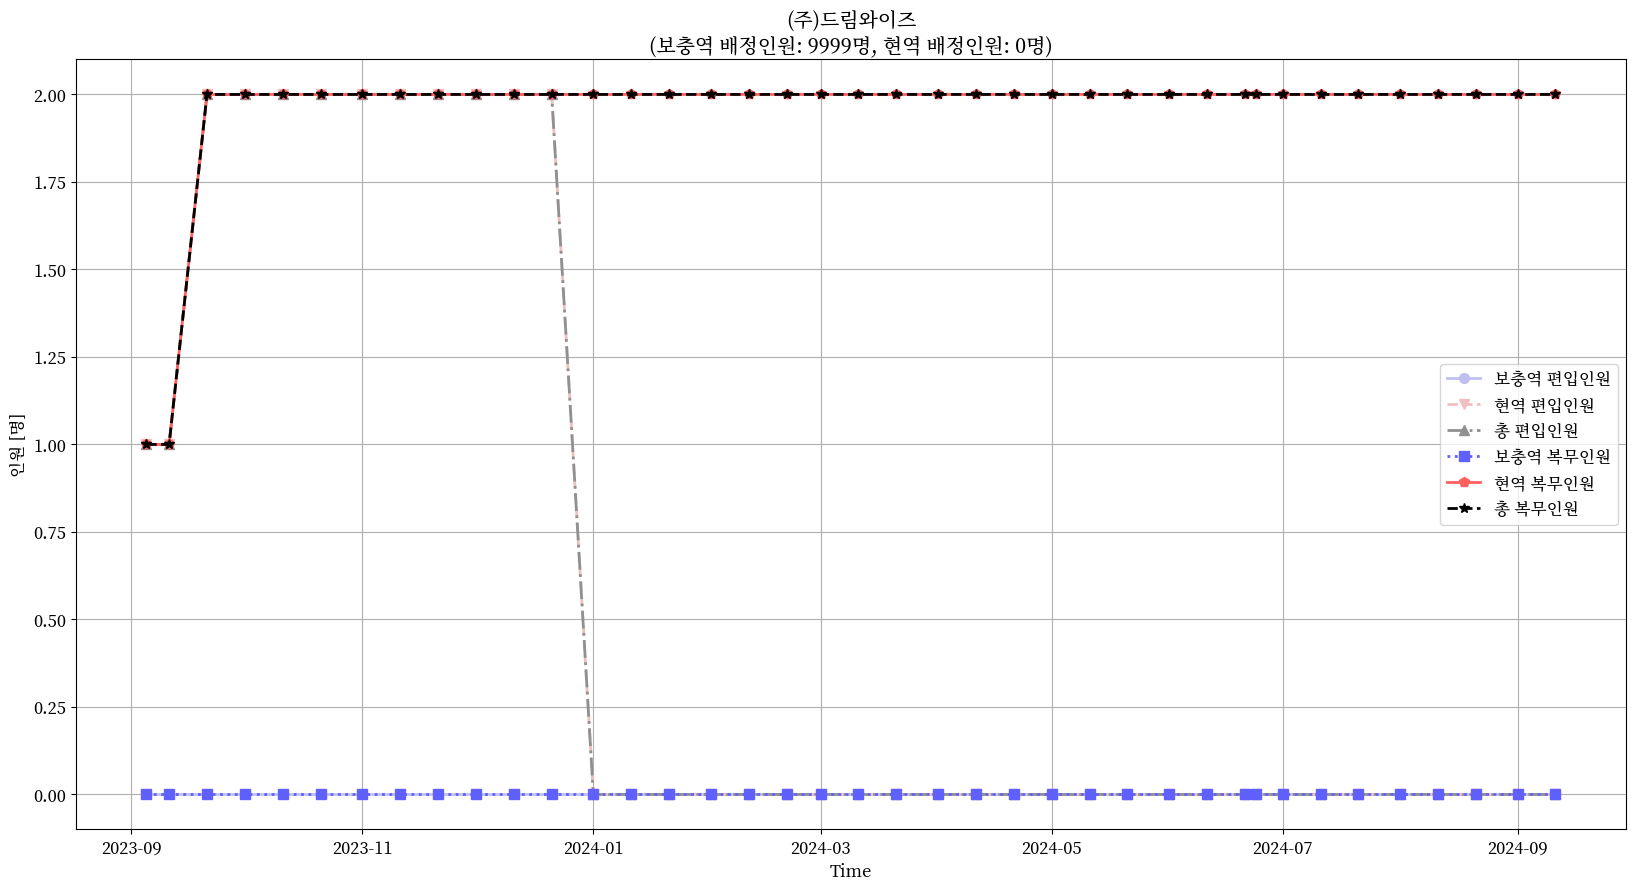 (주)드림와이즈
(보충역 배정인원: 9999명, 현역 배정인원: 0명)
인원 [명]
2.00
1.75
1.50
1.25
1.00
0.75
0.50
0.25
0.00
보충역 편입인원
현역 편입인원
총 편입인원
보충역 복무인원
현역 복무인원
총 복무인원
2023-09
2023-11
2024-01
2024-03
2024-05
2024-07
2024-09
Time